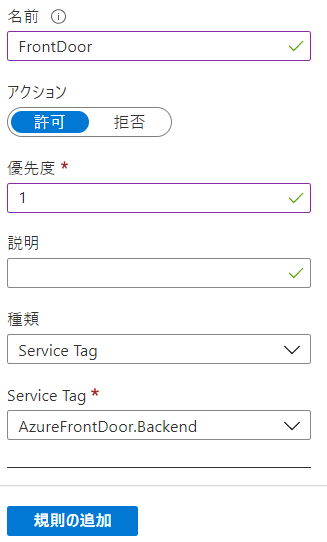 名前
FrontDoor
アクション
許可 拒否
優先度 *
1
説明
種類
Service Tag
Service Tag *
AzureFrontDoor.Backend
規則の追加